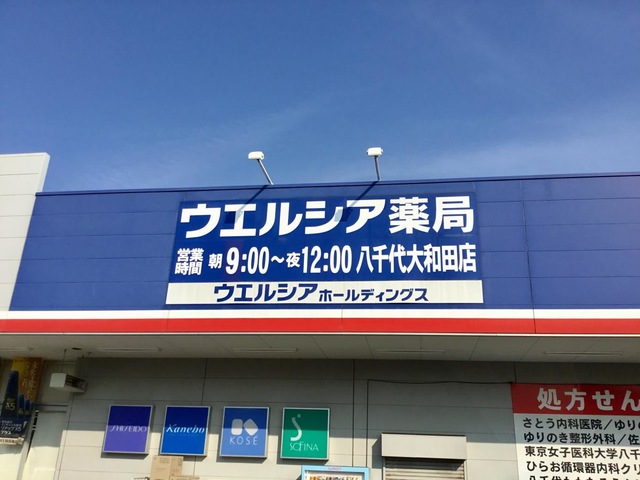 ウエルシア薬局
営業時間 朝9:00～夜12:00 八千代大和田店
ウエルシアホールディングス
SHISEIDO
Kanebo
KOSÉ
SOFINA
処方せん
さとう内科医院／ゆりの
ゆりのき整形外科／佐
東京女子医科大学八千
ひらお循環器内科クリ